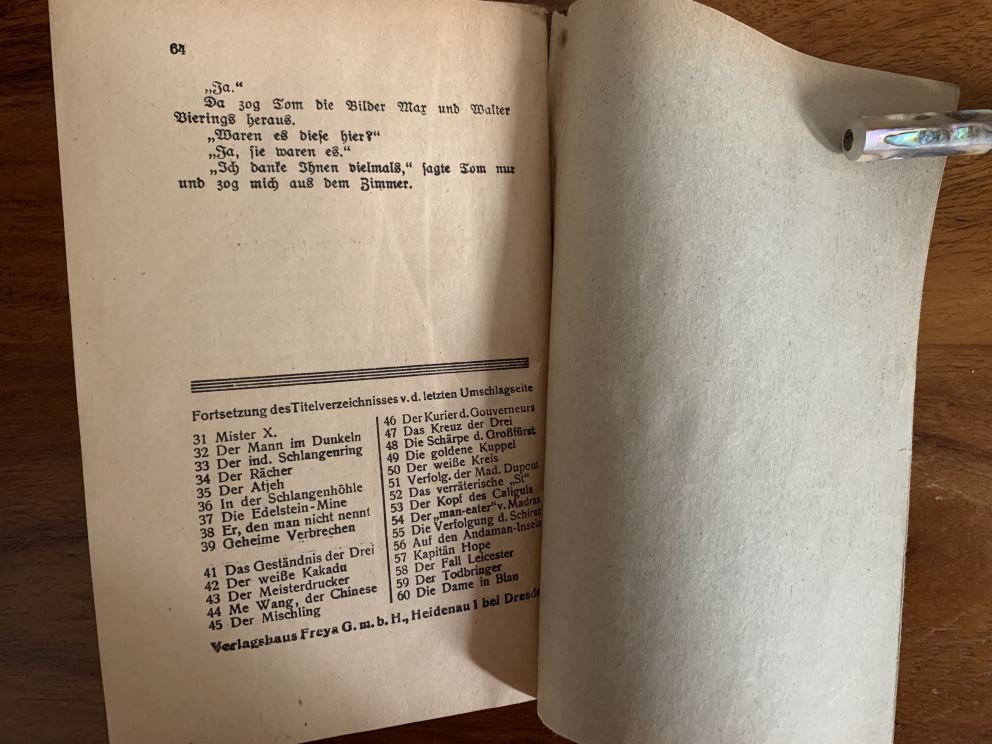 64
„Ja.“
Da zog Tom die Bilder Max und Walter
Vierings heraus.
„Waren es diese hier?“
„Ja, sie waren es.“
„Ich danke Ihnen vielmals,“ sagte Tom nur
und zog mich aus dem Zimmer.
Fortsetzung des Titelverzeichnisses v. d. letzten Umschlagseite
31 Mister X.
32 Der Mann im Dunkeln
33 Der ind. Schlangenring
34 Der Rächer
35 Der Atjeh
36 In der Schlangenhöhle
37 Die Edelstein-Mine
38 Er, den man nicht nennt
39 Geheime Verbrechen
41 Das Geständnis der Drei
42 Der weiße Kakadu
43 Der Meisterdrucker
44 Me Wang, der Chinese
45 Der Mischling
46 Der Kurier d. Gouverneurs
47 Das Kreuz der Drei
48 Die Schärpe d. Großfürst.
49 Die goldene Kuppel
50 Der weiße Kreis
51 Verfolg. der Mad. Dupont
52 Das verräterische „Si“
53 Der Kopf des Caligula
54 Der „man-eater“ v. Madras
55 Die Verfolgung d. Schiraz
56 Auf den Andaman-Inseln
57 Kapitän Hope
58 Der Fall Leicester
59 Der Todbringer
60 Die Dame in Blau
Verlagshaus Freya G. m. b. H., Heidenau 1 bei Dresde